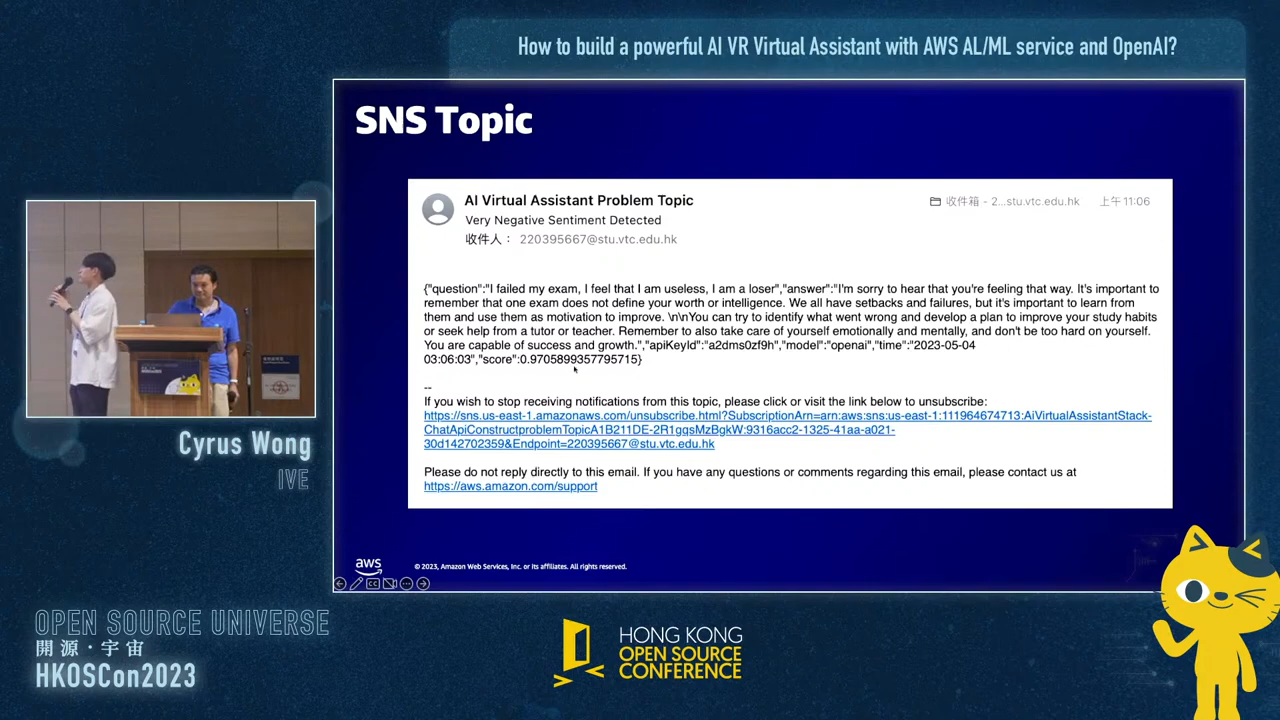 How to build a powerful AI VR Virtual Assistant with AWS AL/ML service and OpenAI?
SNS Topic
AI Virtual Assistant Problem Topic
收件箱 - 2...stu.vtc.edu.hk 上午11:06
Very Negative Sentiment Detected
收件人： 220395667@stu.vtc.edu.hk
{"question":"I failed my exam, I feel that I am useless, I am a loser","answer":"I'm sorry to hear that you're feeling that way. It's important to
remember that one exam does not define your worth or intelligence. We all have setbacks and failures, but it's important to learn from
them and use them as motivation to improve. \n\nYou can try to identify what went wrong and develop a plan to improve your study habits
or seek help from a tutor or teacher. Remember to also take care of yourself emotionally and mentally, and don't be too hard on yourself.
You are capable of success and growth.","apiKeyId":"a2dms0zf9h","model":"openai","time":"2023-05-04
03:06:03","score":0.9705899357795715}
--
If you wish to stop receiving notifications from this topic, please click or visit the link below to unsubscribe:
https://sns.us-east-1.amazonaws.com/unsubscribe.html?SubscriptionArn=arn:aws:sns:us-east-1:111964674713:AiVirtualAssistantStack-
ChatApiConstructproblemTopicA1B211DE-2R1gqsMzBgkW:9316acc2-1325-41aa-a021-
30d142702359&Endpoint=220395667@stu.vtc.edu.hk
Please do not reply directly to this email. If you have any questions or comments regarding this email, please contact us at
https://aws.amazon.com/support
aws
© 2023, Amazon Web Services, Inc. or its affiliates. All rights reserved.
Cyrus Wong
IVE
OPEN SOURCE UNIVERSE
開源·宇宙
HKOSCon2023
HONG KONG
OPEN SOURCE
CONFERENCE